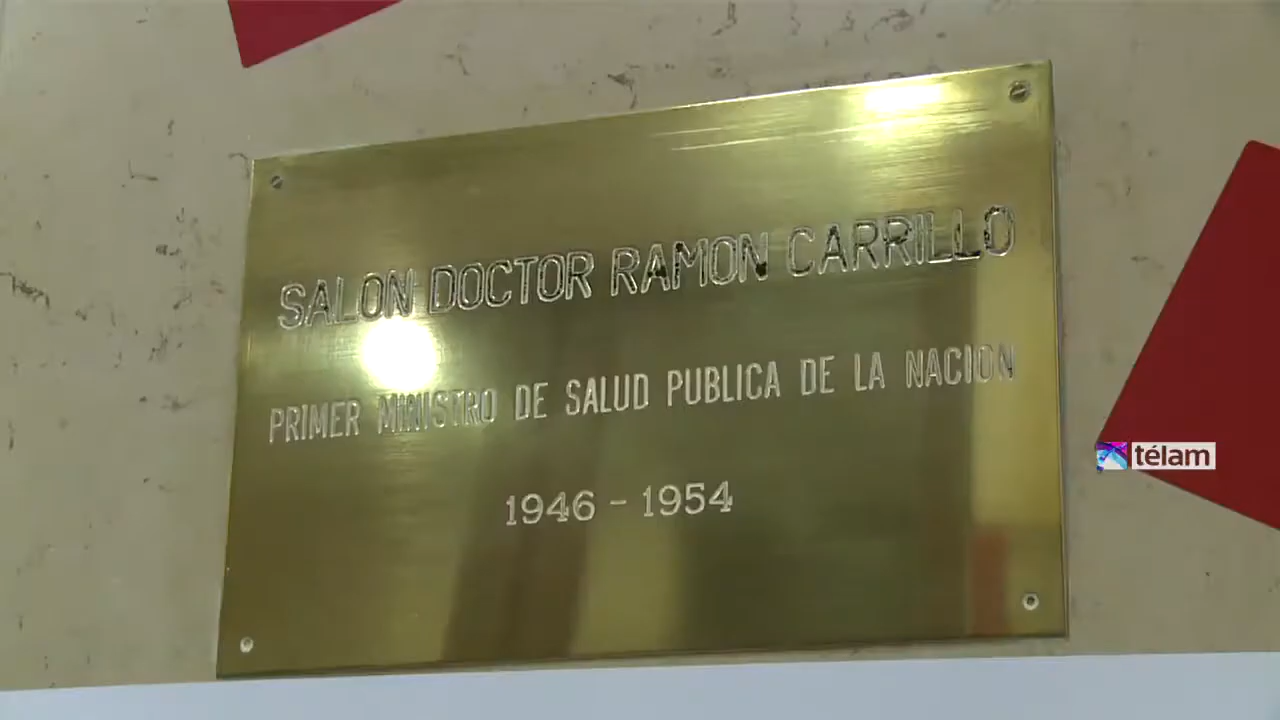 SALON DOCTOR RAMON CARRILLO
PRIMER MINISTRO DE SALUD PUBLICA DE LA NACION
1946 - 1954
télam